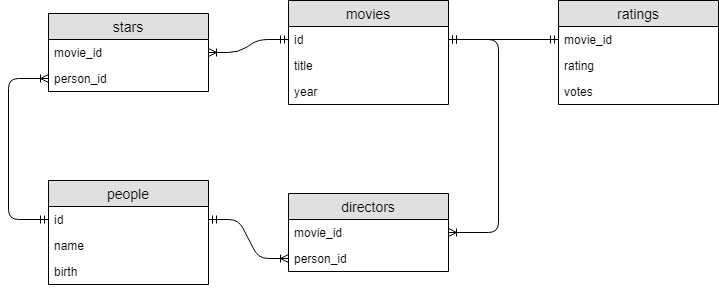 stars
movie_id
person_id
movies
id
title
year
ratings
movie_id
rating
votes
people
id
name
birth
directors
movie_id
person_id